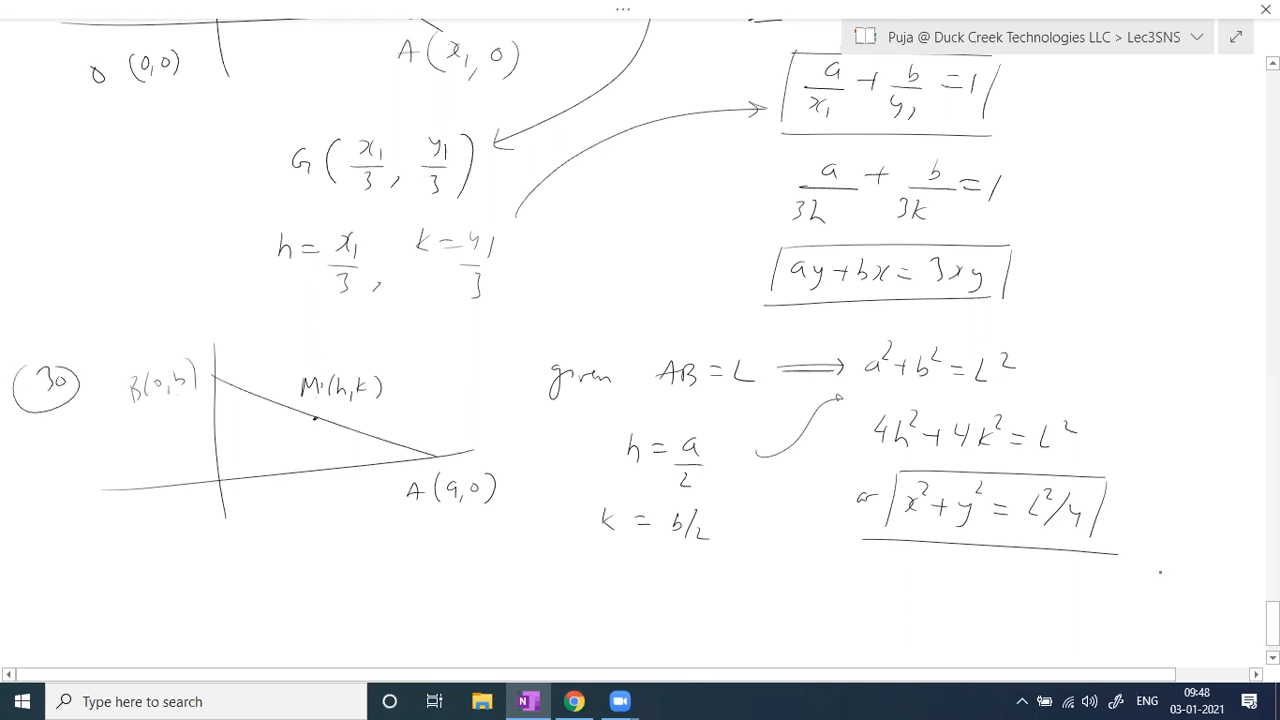 ...
Puja @ Duck Creek Technologies LLC > Lec3SNS
O (0,0)
A (x₁, 0)
a/x₁ + b/y₁ = 1
G (x₁/3, y₁/3)
a/3h + b/3k = 1
h = x₁/3, k = y₁/3
ay + bx = 3xy
(30)
B(0,b)
M(h,k)
A (a,0)
given AB = L ⟹ a² + b² = L²
h = a/2
4h² + 4k² = L²
k = b/2
or x² + y² = L²/4
Type here to search
ENG
09:48
03-01-2021